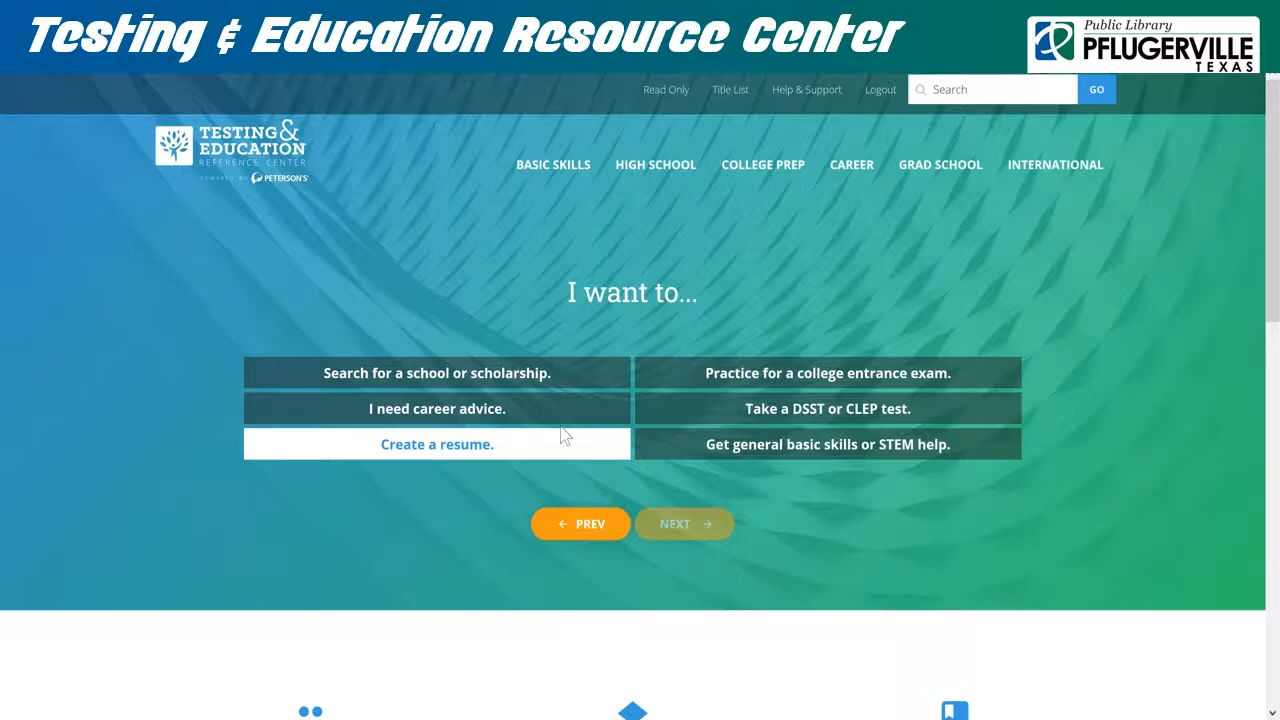 Testing & Education Resource Center
Public Library
PFLUGERVILLE
TEXAS
Read Only
Title List
Help & Support
Logout
Search
GO
TESTING &
EDUCATION
REFERENCE CENTER
POWERED BY PETERSON'S
BASIC SKILLS
HIGH SCHOOL
COLLEGE PREP
CAREER
GRAD SCHOOL
INTERNATIONAL
I want to...
Search for a school or scholarship.
Practice for a college entrance exam.
I need career advice.
Take a DSST or CLEP test.
Create a resume.
Get general basic skills or STEM help.
← PREV
NEXT →